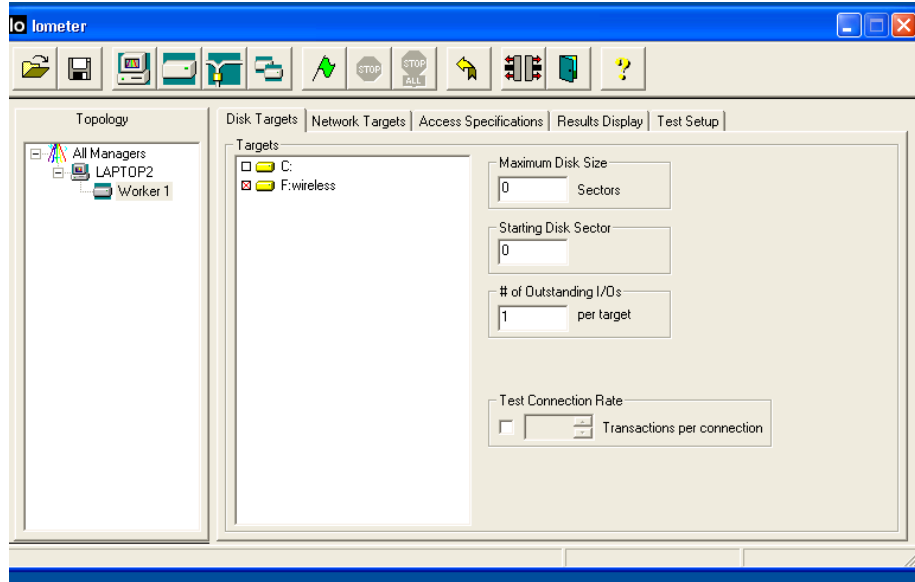 Io Iometer
STOP
STOP
ALL
?
Topology
All Managers
LAPTOP2
Worker 1
Disk Targets
Network Targets
Access Specifications
Results Display
Test Setup
Targets
C:
F:wireless
Maximum Disk Size
0 Sectors
Starting Disk Sector
0
# of Outstanding I/Os
1 per target
Test Connection Rate
Transactions per connection